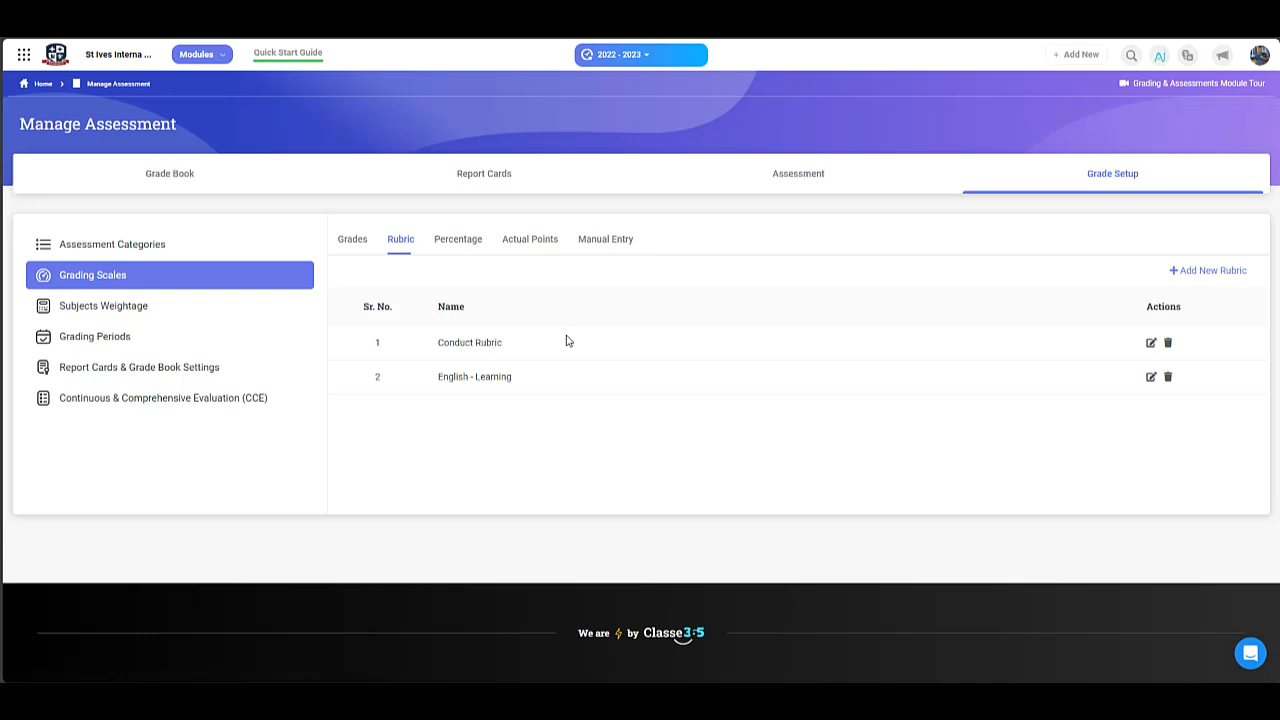 St Ives Interna ...
Modules
Quick Start Guide
2022 - 2023
+ Add New
Home
Manage Assessment
Grading & Assessments Module Tour
Manage Assessment
Grade Book
Report Cards
Assessment
Grade Setup
Assessment Categories
Grading Scales
Subjects Weightage
Grading Periods
Report Cards & Grade Book Settings
Continuous & Comprehensive Evaluation (CCE)
Grades
Rubric
Percentage
Actual Points
Manual Entry
+ Add New Rubric
Sr. No. Name Actions
1 Conduct Rubric
2 English - Learning
We are ⚡ by Classe35